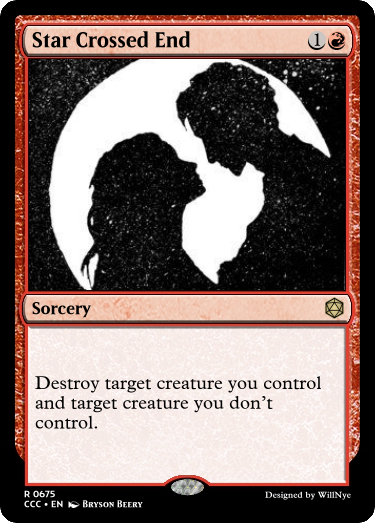 Star Crossed End 1
Sorcery
Destroy target creature you control
and target creature you don't
control.
R 0675
CCC • EN Bryson Beery
Designed by WillNye